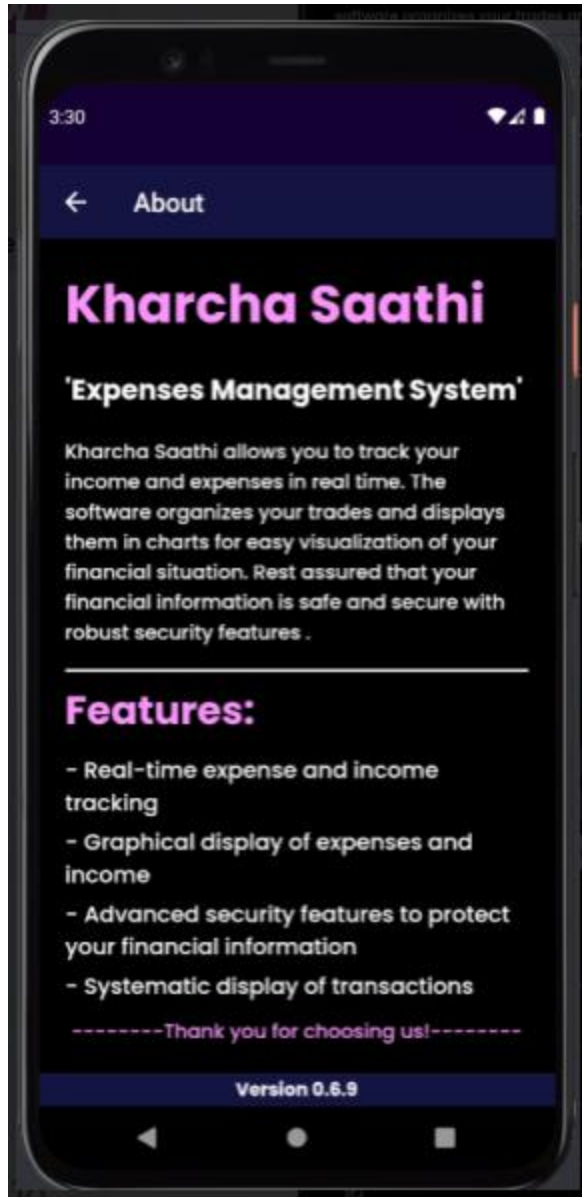 software organizes your trades
3:30
About
Kharcha Saathi
'Expenses Management System'
Kharcha Saathi allows you to track your
income and expenses in real time. The
software organizes your trades and displays
them in charts for easy visualization of your
financial situation. Rest assured that your
financial information is safe and secure with
robust security features .
Features:
- Real-time expense and income
tracking
- Graphical display of expenses and
income
- Advanced security features to protect
your financial information
- Systematic display of transactions
--------Thank you for choosing us!--------
Version 0.6.9